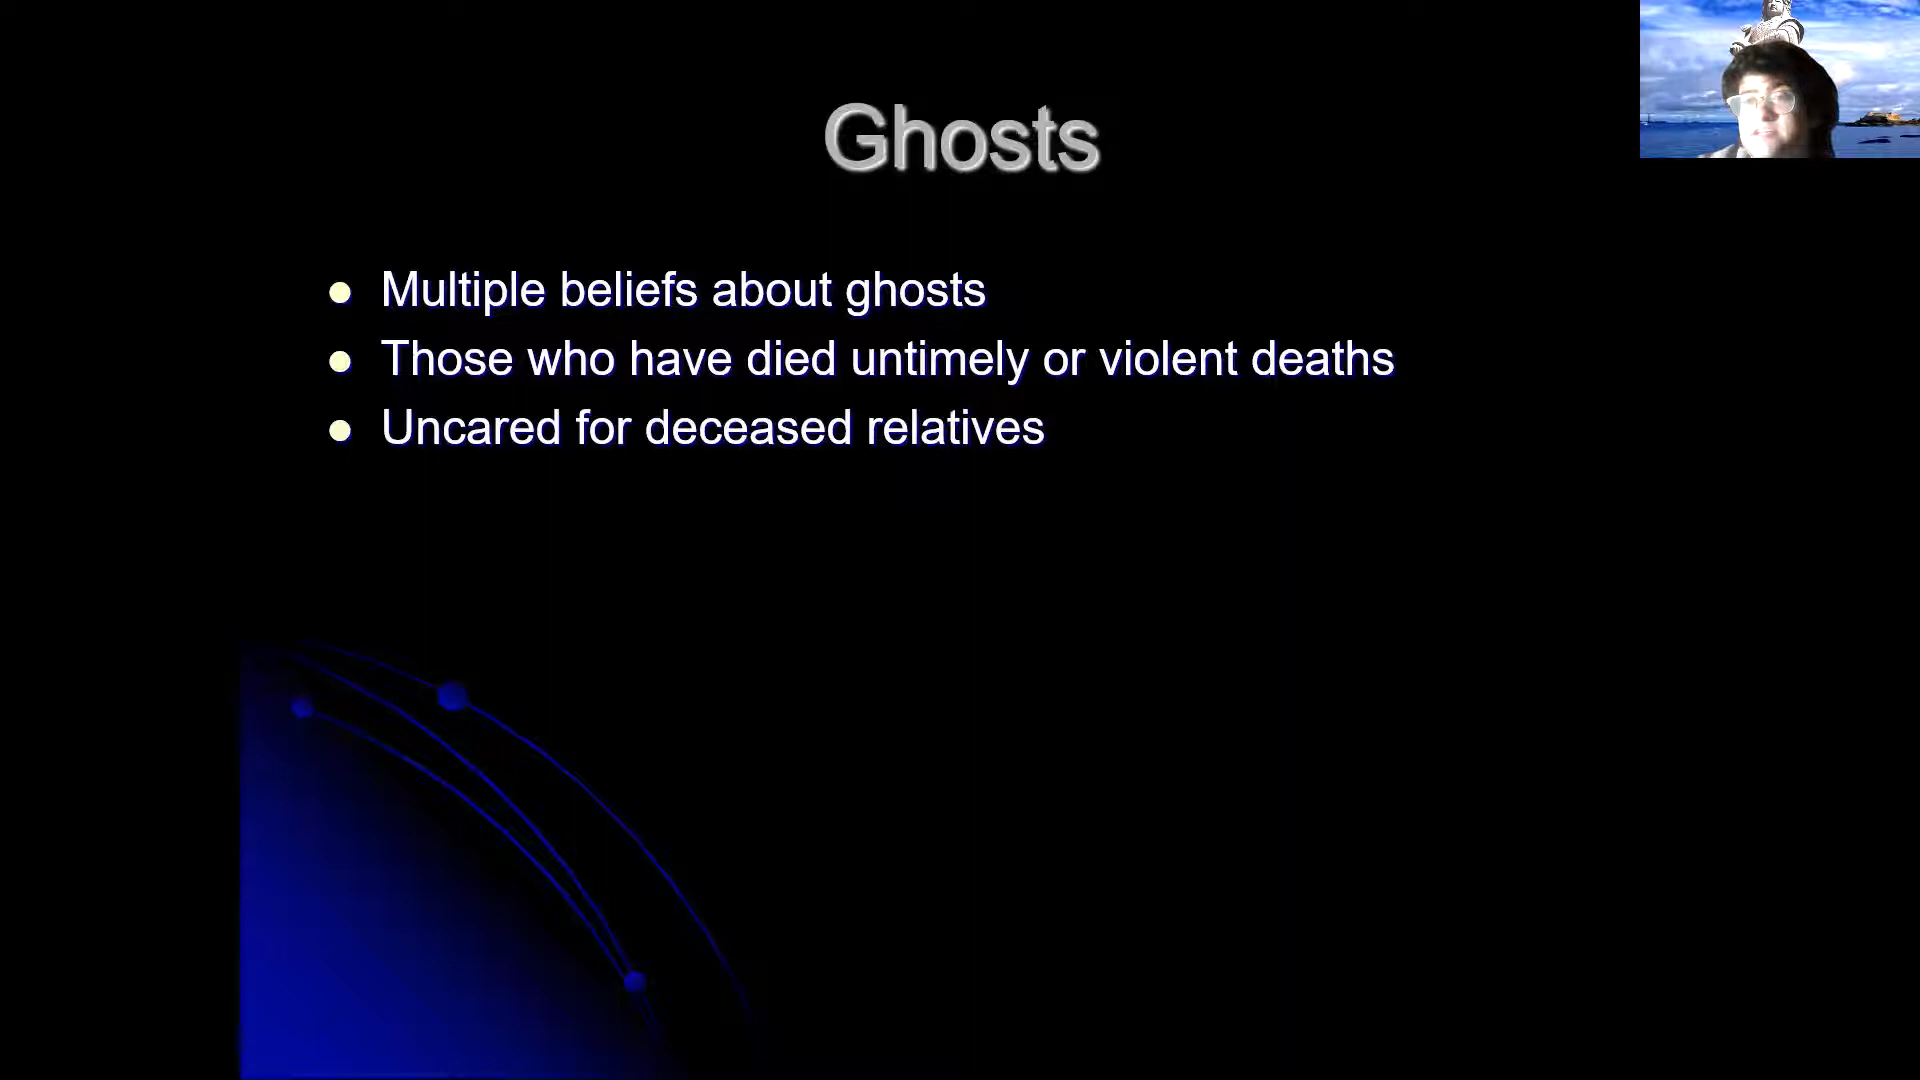 Ghosts
Multiple beliefs about ghosts
Those who have died untimely or violent deaths
Uncared for deceased relatives